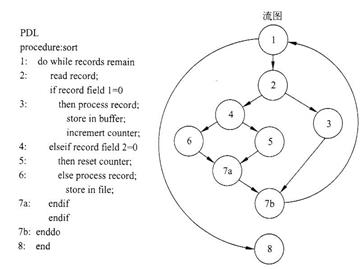 PDL
procedure:sort
1: do while records remain
2: read record;
if record field 1=0
3: then process record;
store in buffer;
incremert counter;
4: elseif record field 2=0
5: then reset counter;
6: else process record;
store in file;
7a: endif
endif
7b: enddo
8: end
流图
1
2
4
3
6
5
7a
7b
8